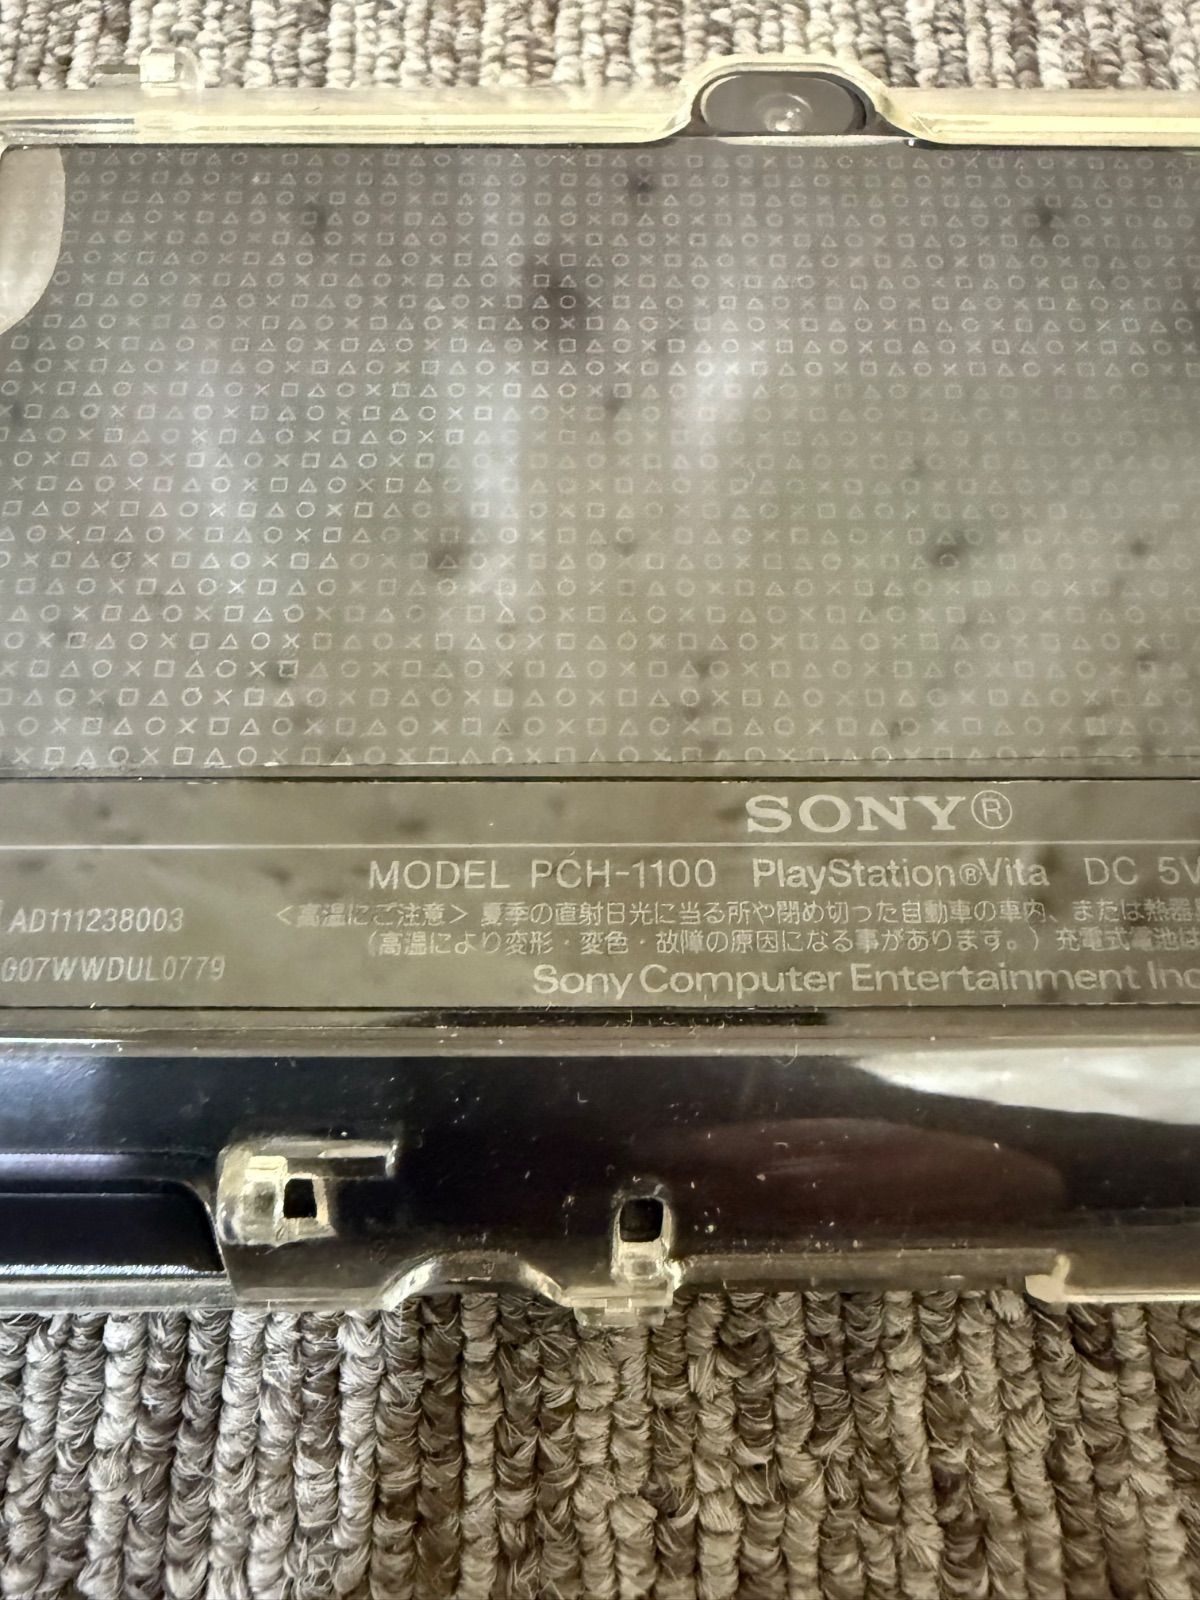 SONY®
MODEL PCH-1100 PlayStation®Vita DC 5V
AD111238003 <高温にご注意> 夏季の直射日光に当る所や閉め切った自動車の車内、または熱器
(高温により変形・変色・故障の原因になる事があります。) 充電式電池は
007WWDUL0779
Sony Computer Entertainment Inc